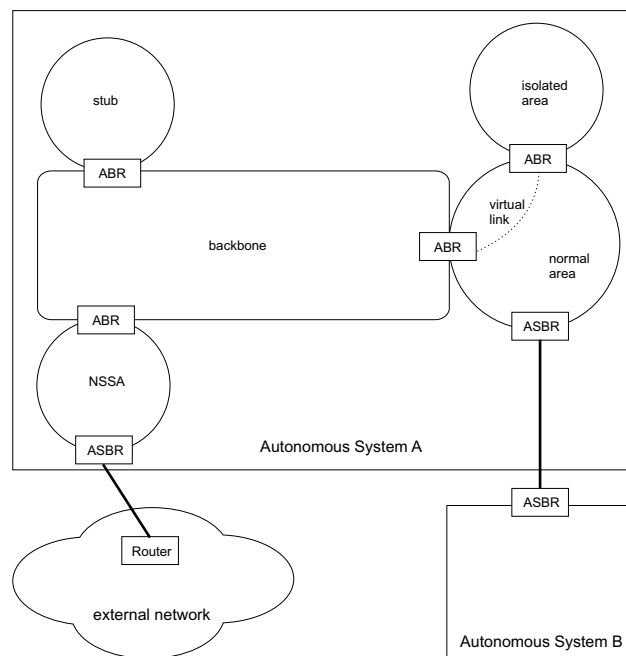 stub
isolated
area
ABR
ABR
virtual
link
backbone
ABR
normal
area
ABR
ASBR
NSSA
ASBR
Autonomous System A
ASBR
Router
external network
Autonomous System B